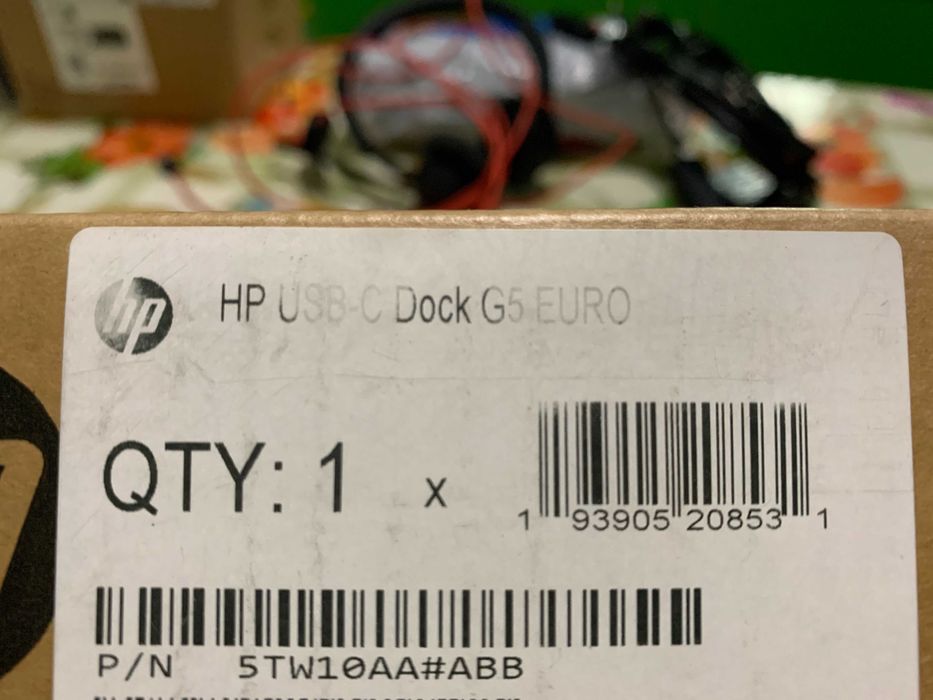 hp HP USB-C Dock G5 EURO
QTY: 1 x
1 93905 20853 1
P/N 5TW10AA#ABB